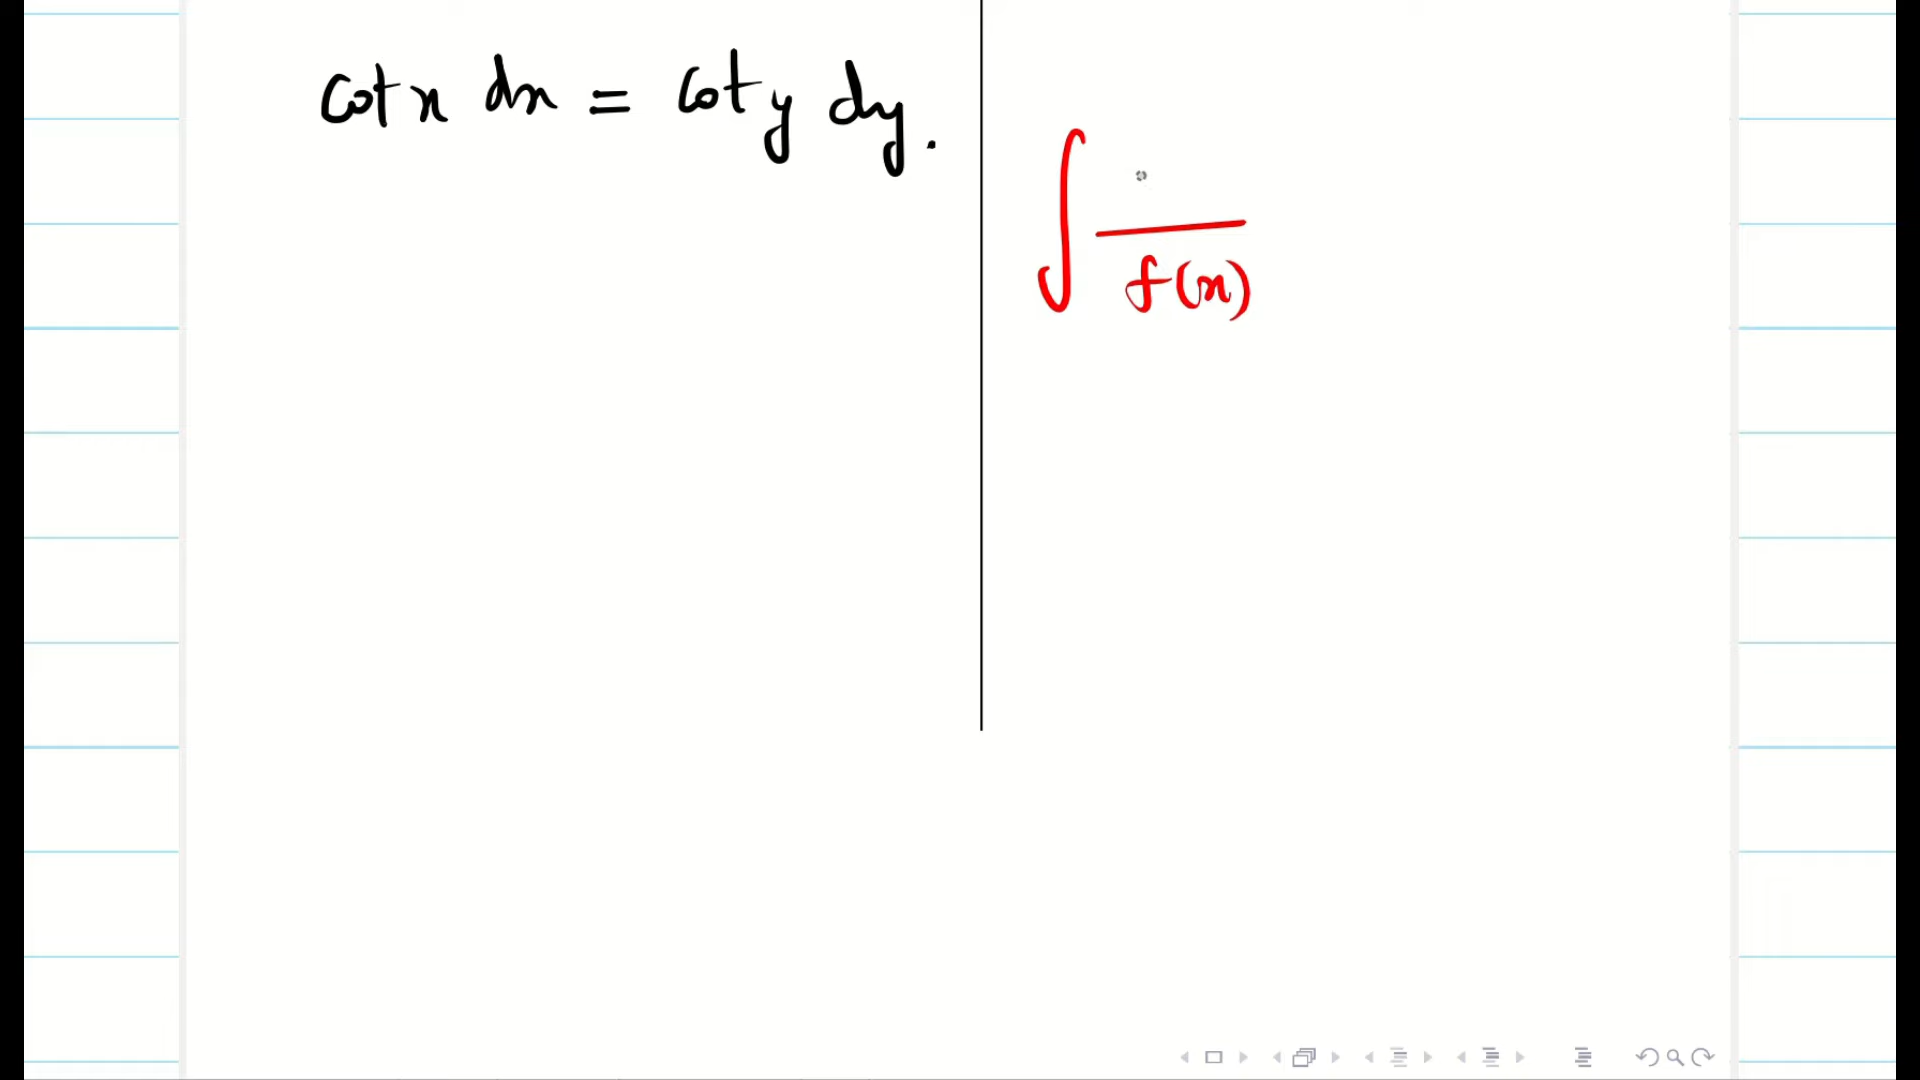 cot x dx = cot y dy.
∫ ―
f(x)